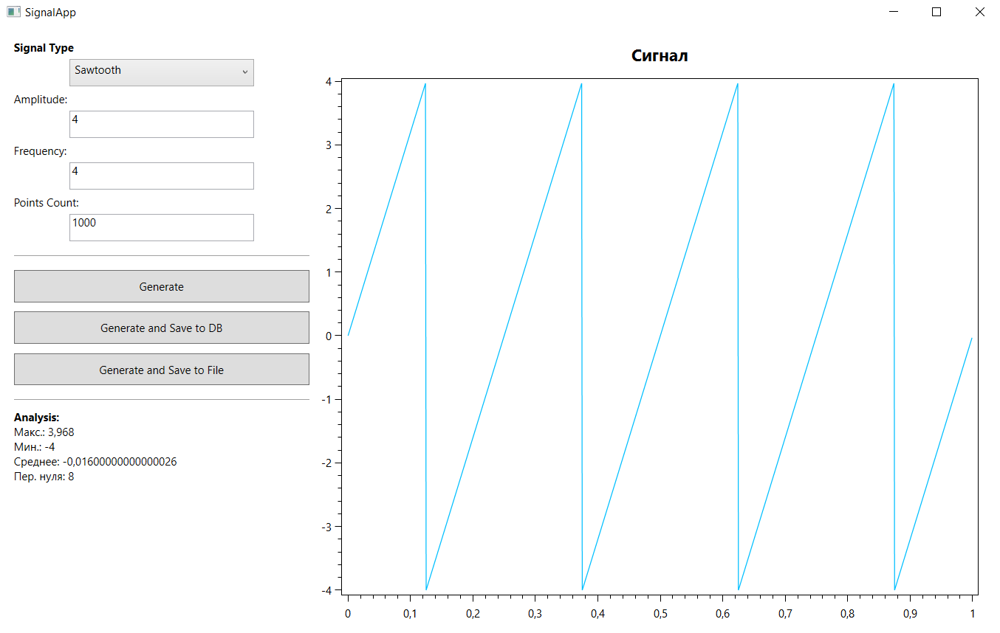 SignalApp
Signal Type
Sawtooth
Amplitude:
4
Frequency:
4
Points Count:
1000
Generate
Generate and Save to DB
Generate and Save to File
Analysis:
Макс.: 3,968
Мин.: -4
Среднее: -0,01600000000000026
Пер. нуля: 8
Сигнал
4
3
2
1
0
-1
-2
-3
-4
0 0,1 0,2 0,3 0,4 0,5 0,6 0,7 0,8 0,9 1